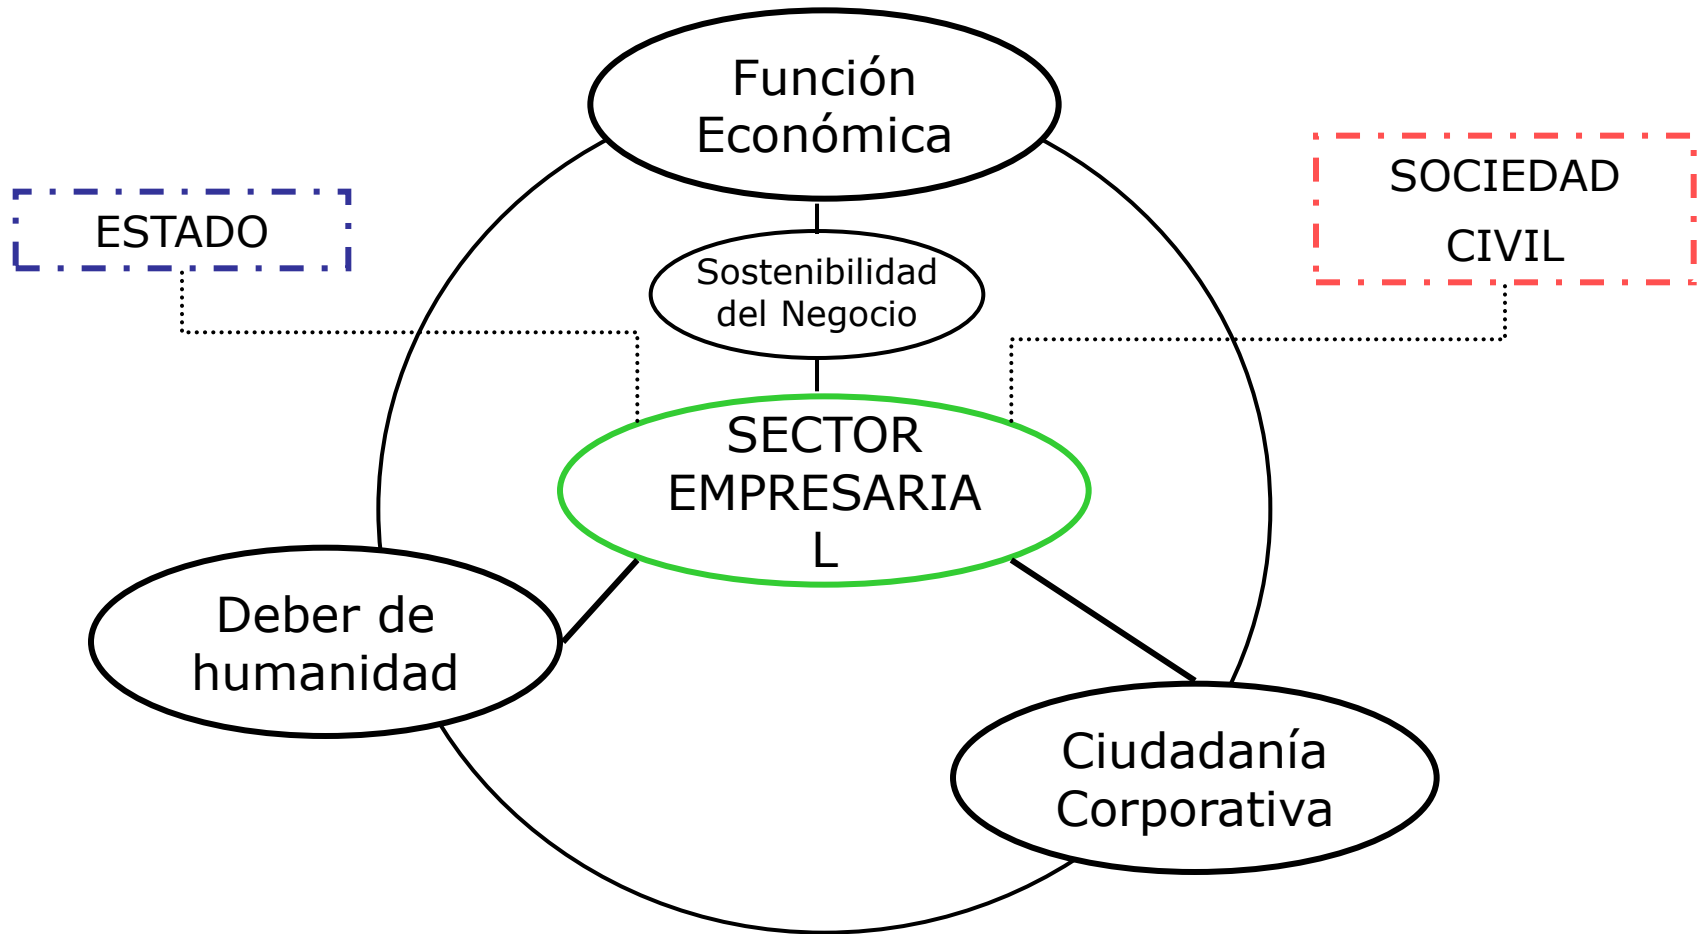 Función
Económica
SOCIEDAD
CIVIL
ESTADO
Sostenibilidad
del Negocio
SECTOR
EMPRESARIA
L
Deber de
humanidad
Ciudadanía
Corporativa